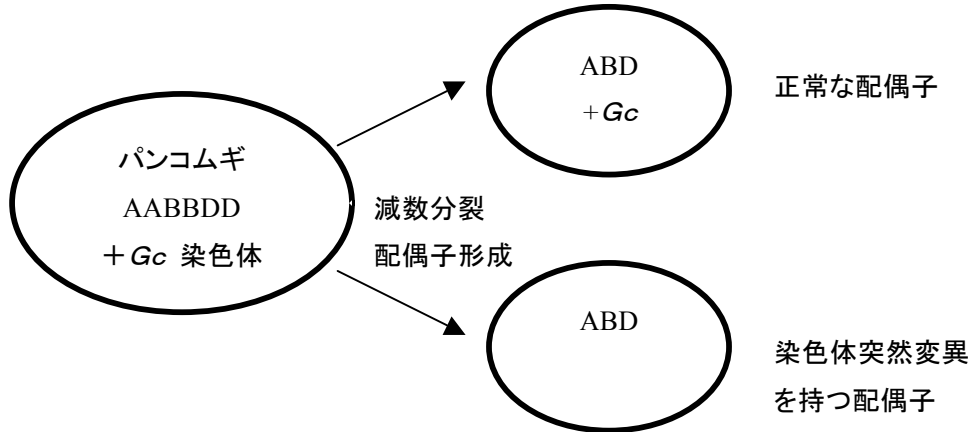 パンコムギ
AABBDD
＋Gc 染色体
減数分裂
配偶子形成
ABD
+Gc
正常な配偶子
ABD
染色体突然変異
を持つ配偶子